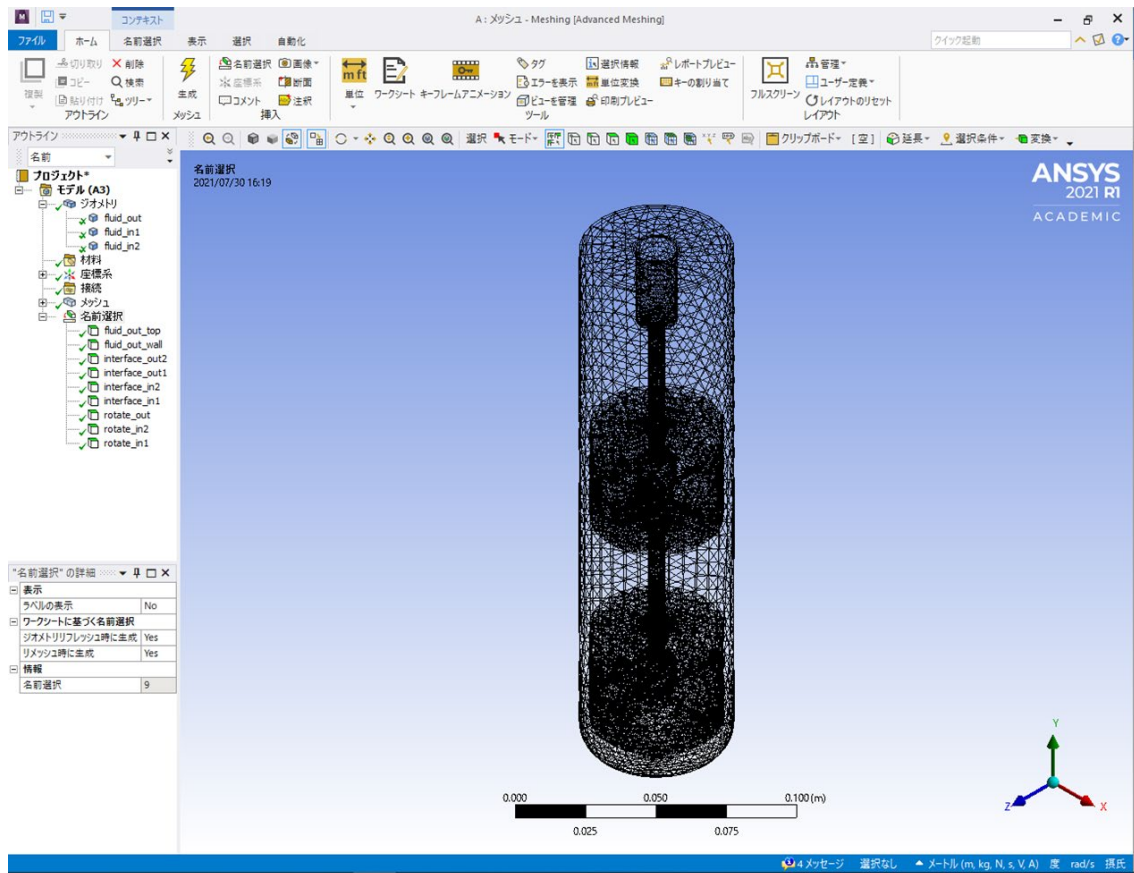 コンテキスト
A : メッシュ - Meshing [Advanced Meshing]
ファイル ホーム 名前選択 表示 選択 自動化
クイック起動
複製
切り取り
コピー
貼り付け
削除
検索
ツリー
アウトライン
生成
メッシュ
名前選択
画像
座標系
断面
コメント
注釈
挿入
m ft
単位
ワークシート
キーフレームアニメーション
タグ
選択情報
レポートプレビュー
エラーを表示
単位変換
キーの割り当て
ビューを管理
印刷プレビュー
ツール
フルスクリーン
管理
ユーザー定義
レイアウトのリセット
レイアウト
アウトライン
選択 モード クリップボード [空] 延長 選択条件 変換
名前
プロジェクト*
モデル (A3)
ジオメトリ
fluid_out
fluid_in1
fluid_in2
材料
座標系
接続
メッシュ
名前選択
fluid_out_top
fluid_out_wall
interface_out2
interface_out1
interface_in2
interface_in1
rotate_out
rotate_in2
rotate_in1
名前選択
2021/07/30 16:19
ANSYS
2021 R1
ACADEMIC
"名前選択" の詳細
表示
ラベルの表示 No
ワークシートに基づく名前選択
ジオメトリリフレッシュ時に生成 Yes
リメッシュ時に生成 Yes
情報
名前選択 9
0.000 0.050 0.100 (m)
0.025 0.075
Y
Z
X
4 メッセージ 選択なし メートル (m, kg, N, s, V, A) 度 rad/s 摂氏